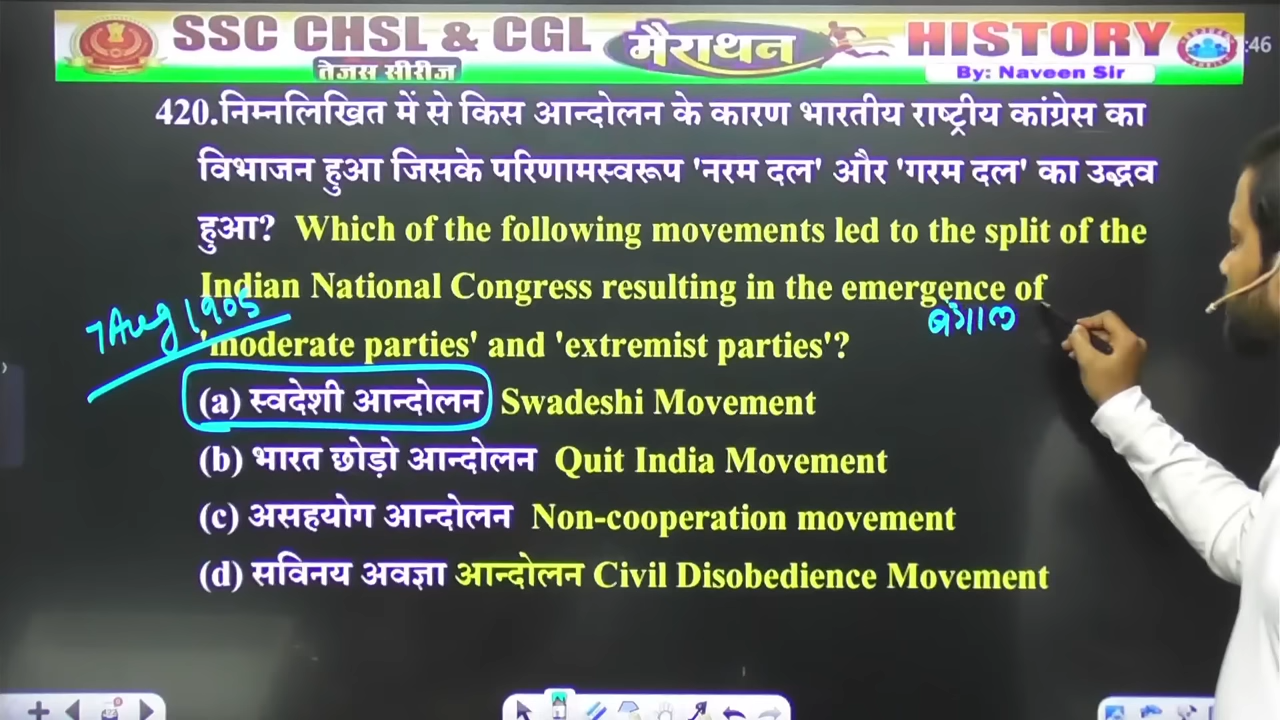 SSC CHSL & CGL मैराथन HISTORY :46
तेजस सीरीज By: Naveen Sir
420.निम्नलिखित में से किस आन्दोलन के कारण भारतीय राष्ट्रीय कांग्रेस का
विभाजन हुआ जिसके परिणामस्वरूप 'नरम दल' और 'गरम दल' का उद्भव
हुआ? Which of the following movements led to the split of the
Indian National Congress resulting in the emergence of
7 Aug 1905 बंगाल
'moderate parties' and 'extremist parties'?
(a) स्वदेशी आन्दोलन Swadeshi Movement
(b) भारत छोड़ो आन्दोलन Quit India Movement
(c) असहयोग आन्दोलन Non-cooperation movement
(d) सविनय अवज्ञा आन्दोलन Civil Disobedience Movement